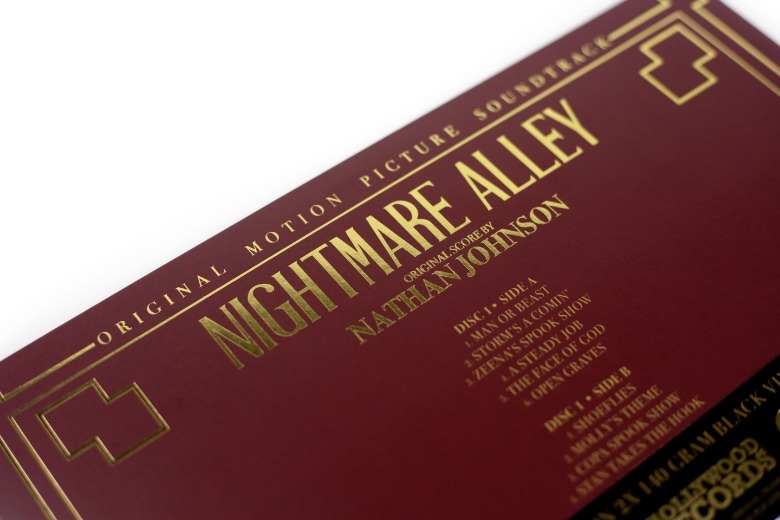 ORIGINAL MOTION PICTURE SOUNDTRACK
NIGHTMARE ALLEY
ORIGINAL SCORE BY
NATHAN JOHNSON
DISC 1 • SIDE A
1. MAN OR BEAST
2. STORM'S A COMIN'
3. ZEENA'S SPOOK SHOW
4. A STEADY JOB
5. THE FACE OF GOD
6. OPEN GRAVES
DISC 1 • SIDE B
1. SHOEFLIES
2. MOLLY'S THEME
3. COPA SPOOK SHOW
4. STAN TAKES THE HOOK
2X 140 GRAM BLACK
HOLLYWOOD
RECORDS